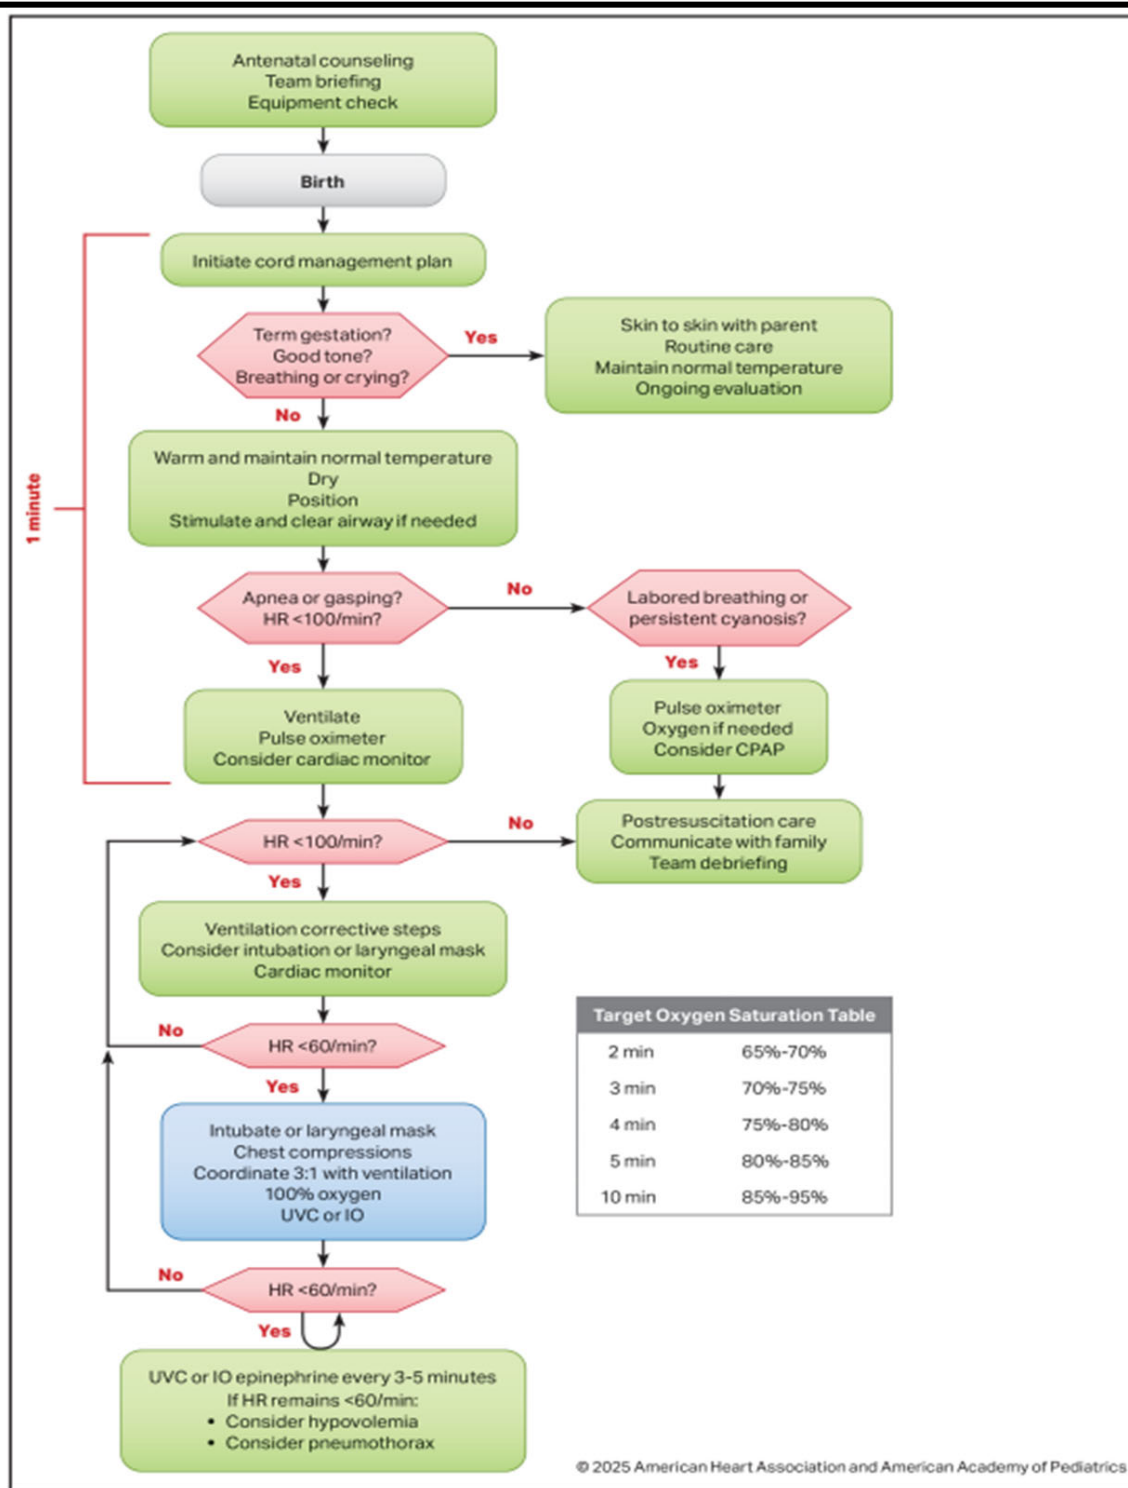 Antenatal counseling
Team briefing
Equipment check
Birth
Initiate cord management plan
Term gestation?
Good tone?
Breathing or crying?
Yes
Skin to skin with parent
Routine care
Maintain normal temperature
Ongoing evaluation
No
Warm and maintain normal temperature
Dry
Position
Stimulate and clear airway if needed
1 minute
Apnea or gasping?
HR <100/min?
No
Labored breathing or
persistent cyanosis?
Yes
Yes
Ventilate
Pulse oximeter
Consider cardiac monitor
Pulse oximeter
Oxygen if needed
Consider CPAP
HR <100/min?
No
Postresuscitation care
Communicate with family
Team debriefing
Yes
Ventilation corrective steps
Consider intubation or laryngeal mask
Cardiac monitor
No
HR <60/min?
Yes
Intubate or laryngeal mask
Chest compressions
Coordinate 3:1 with ventilation
100% oxygen
UVC or IO
Target Oxygen Saturation Table
2 min 65%-70%
3 min 70%-75%
4 min 75%-80%
5 min 80%-85%
10 min 85%-95%
No
HR <60/min?
Yes
UVC or IO epinephrine every 3-5 minutes
If HR remains <60/min:
• Consider hypovolemia
• Consider pneumothorax
© 2025 American Heart Association and American Academy of Pediatrics